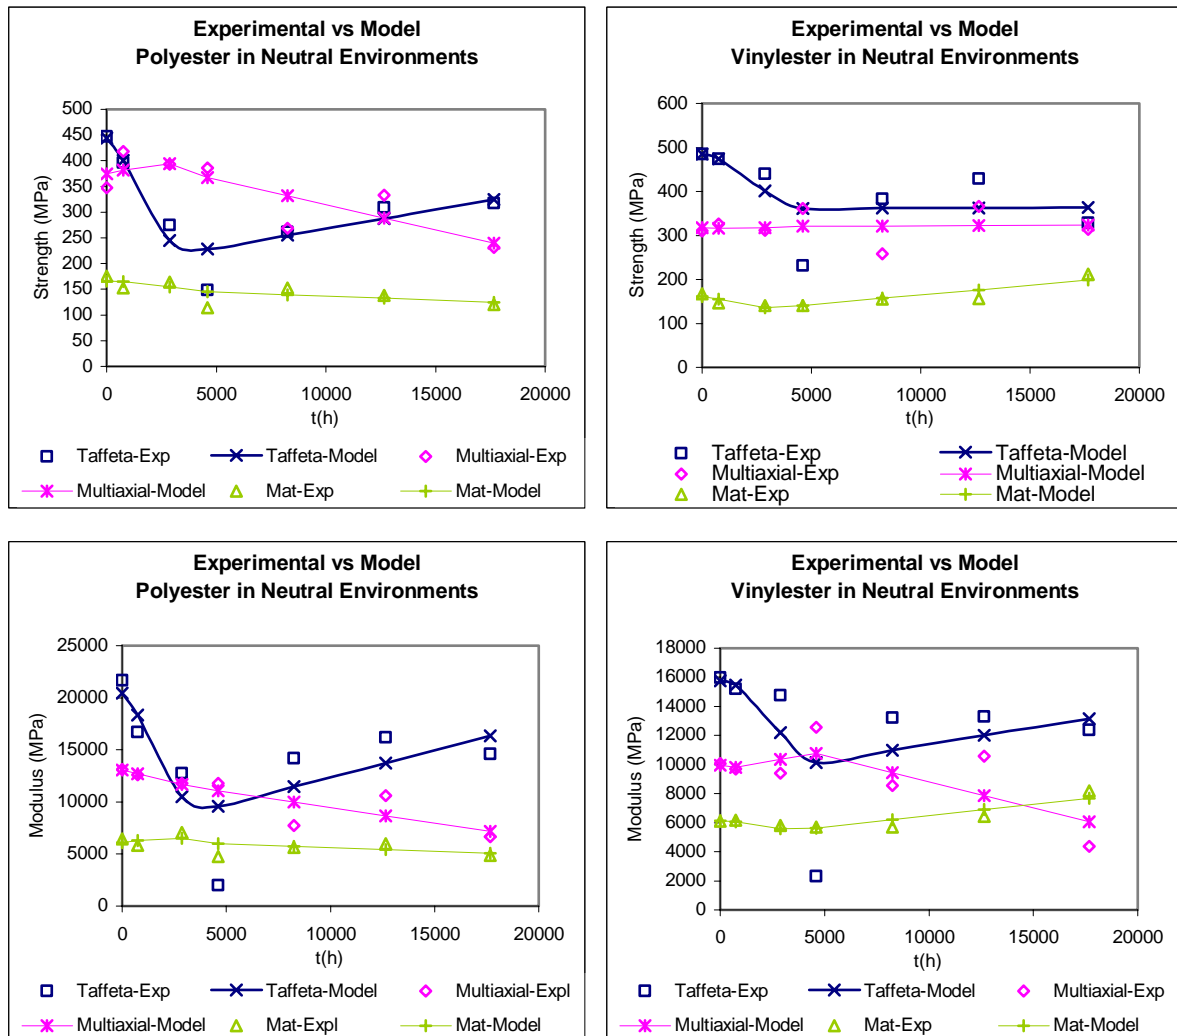 Experimental vs Model
Polyester in Neutral Environments
Strength (MPa)
500
450
400
350
300
250
200
150
100
50
0
0 5000 10000 15000 20000
t(h)
Taffeta-Exp Taffeta-Model Multiaxial-Exp
Multiaxial-Model Mat-Exp Mat-Model
Experimental vs Model
Vinylester in Neutral Environments
Strength (MPa)
600
500
400
300
200
100
0
0 5000 10000 15000 20000
t(h)
Taffeta-Exp Taffeta-Model
Multiaxial-Exp Multiaxial-Model
Mat-Exp Mat-Model
Experimental vs Model
Polyester in Neutral Environments
Modulus (MPa)
25000
20000
15000
10000
5000
0
0 5000 10000 15000 20000
t(h)
Taffeta-Exp Taffeta-Model Multiaxial-Expl
Multiaxial-Model Mat-Expl Mat-Model
Experimental vs Model
Vinylester in Neutral Environments
Modulus (MPa)
18000
16000
14000
12000
10000
8000
6000
4000
2000
0
0 5000 10000 15000 20000
t(h)
Taffeta-Exp Taffeta-Model Multiaxial-Exp
Multiaxial-Model Mat-Exp Mat-Model